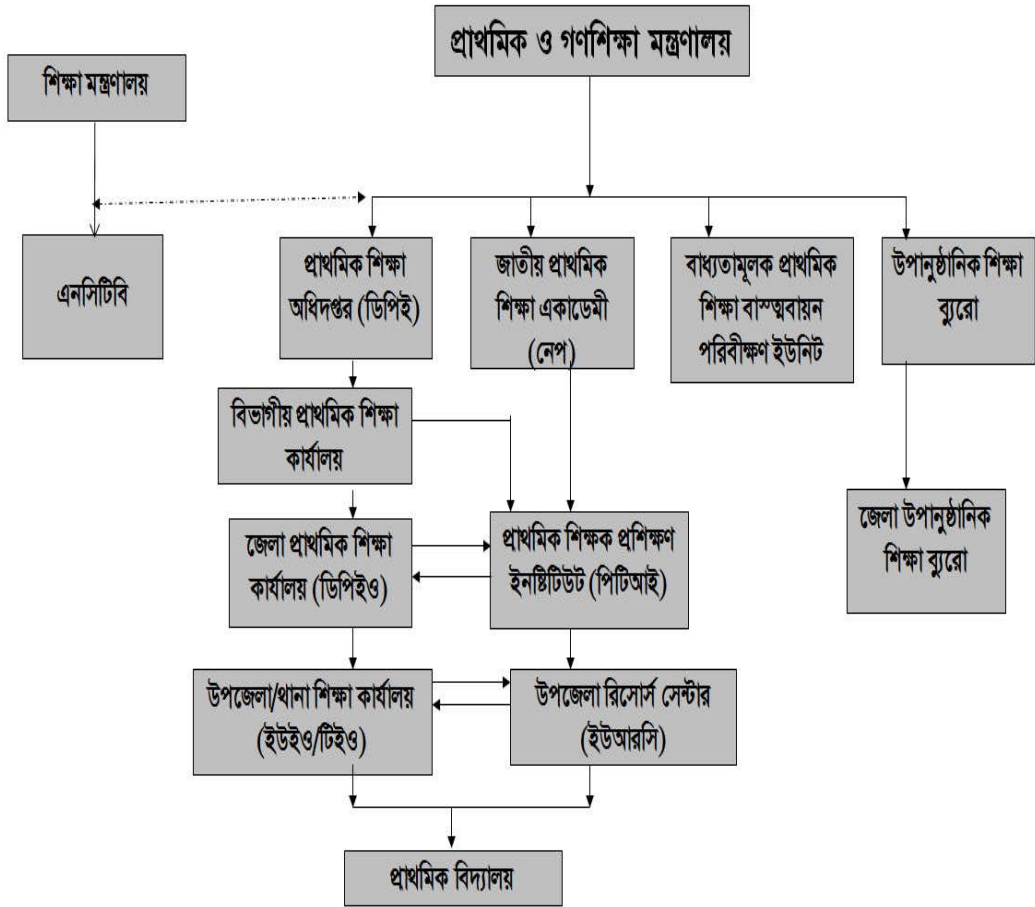 প্রাথমিক ও গণশিক্ষা মন্ত্রণালয়
শিক্ষা মন্ত্রণালয়
এনসিটিবি
প্রাথমিক শিক্ষা
অধিদপ্তর (ডিপিই)
জাতীয় প্রাথমিক
শিক্ষা একাডেমী
(নেপ)
বাধ্যতামূলক প্রাথমিক
শিক্ষা বাস্ত্মবায়ন
পরিবীক্ষণ ইউনিট
উপানুষ্ঠানিক শিক্ষা
ব্যুরো
বিভাগীয় প্রাথমিক শিক্ষা
কার্যালয়
জেলা প্রাথমিক শিক্ষা
কার্যালয় (ডিপিইও)
প্রাথমিক শিক্ষক প্রশিক্ষণ
ইনষ্টিটিউট (পিটিআই)
জেলা উপানুষ্ঠানিক
শিক্ষা ব্যুরো
উপজেলা/থানা শিক্ষা কার্যালয়
(ইউইও/টিইও)
উপজেলা রিসোর্স সেন্টার
(ইউআরসি)
প্রাথমিক বিদ্যালয়